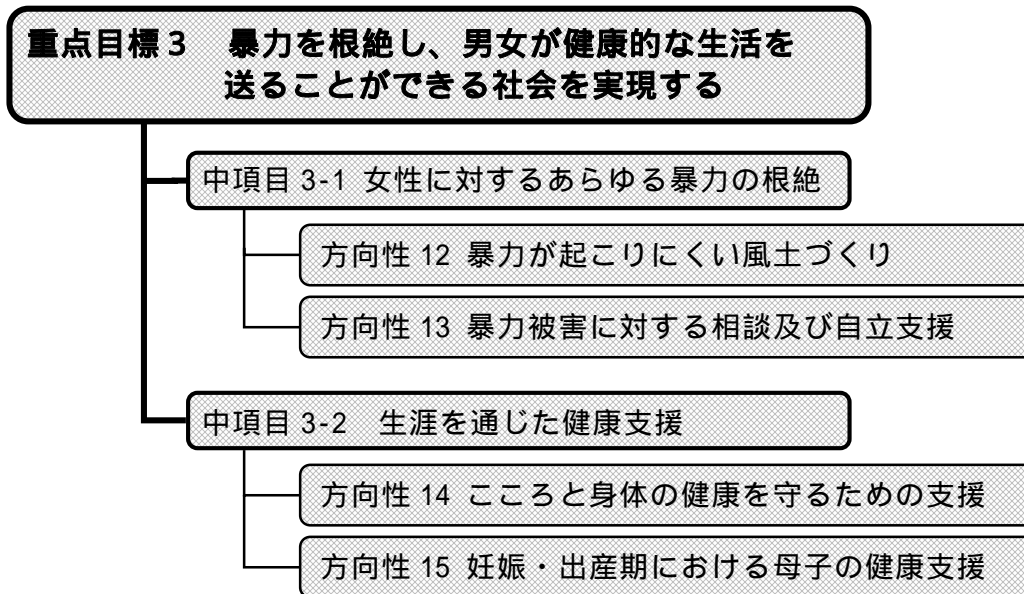 重点目標３　暴力を根絶し、男女が健康的な生活を
送ることができる社会を実現する
中項目 3-1 女性に対するあらゆる暴力の根絶
方向性 12 暴力が起こりにくい風土づくり
方向性 13 暴力被害に対する相談及び自立支援
中項目 3-2　生涯を通じた健康支援
方向性 14 こころと身体の健康を守るための支援
方向性 15 妊娠・出産期における母子の健康支援